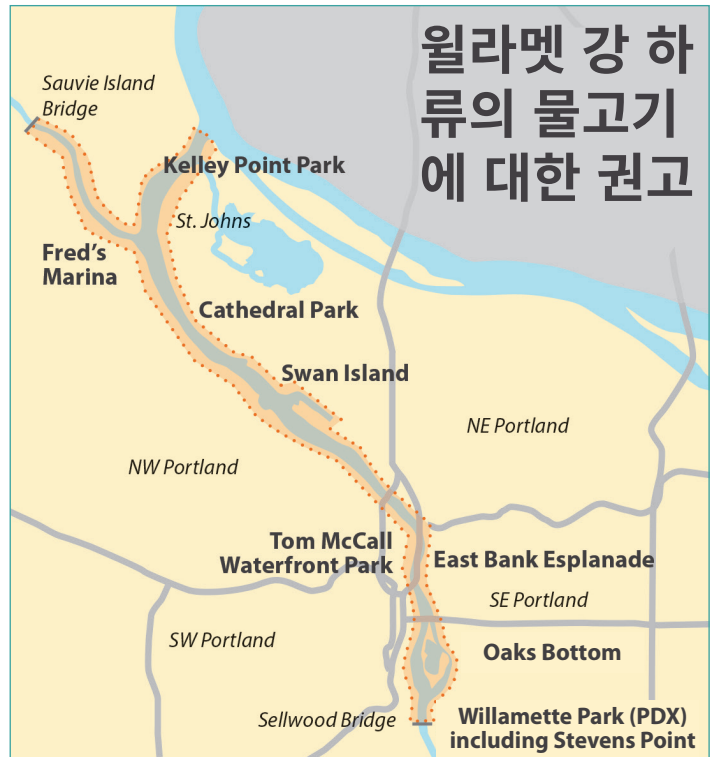 윌라멧 강 하
류의 물고기
에 대한 권고
Sauvie Island
Bridge
Kelley Point Park
St. Johns
Fred's
Marina
Cathedral Park
Swan Island
NE Portland
NW Portland
Tom McCall
Waterfront Park
East Bank Esplanade
SE Portland
SW Portland
Oaks Bottom
Sellwood Bridge
Willamette Park (PDX)
including Stevens Point